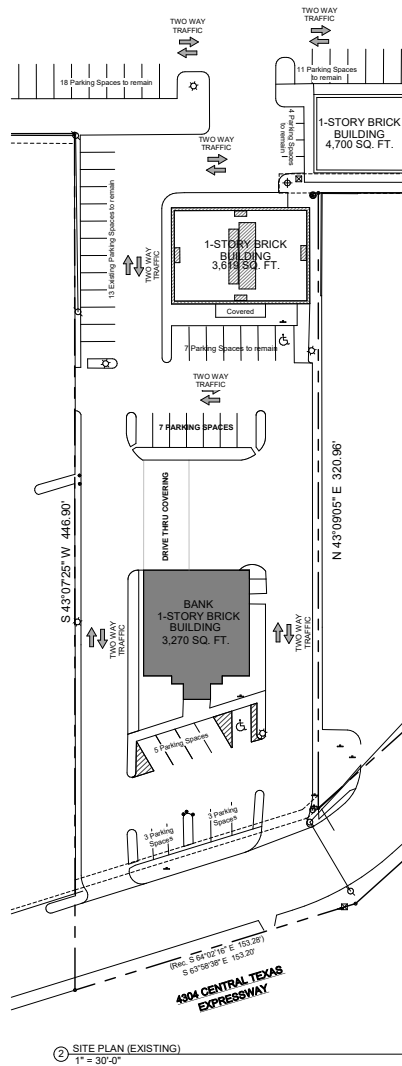 TWO WAY
TRAFFIC
TWO WAY
TRAFFIC
18 Parking Spaces to remain
11 Parking Spaces
to remain
4 Parking Spaces
to remain
1-STORY BRICK
BUILDING
4,700 SQ. FT.
TWO WAY
TRAFFIC
13 Existing Parking Spaces to remain
TWO WAY
TRAFFIC
1-STORY BRICK
BUILDING
3,619 SQ. FT.
Covered
7 Parking Spaces to remain
TWO WAY
TRAFFIC
7 PARKING SPACES
DRIVE THRU COVERING
S 43°07'25" W 446.90'
N 43°09'05" E 320.96'
BANK
1-STORY BRICK
BUILDING
3,270 SQ. FT.
TWO WAY
TRAFFIC
TWO WAY
TRAFFIC
5 Parking Spaces
3 Parking
Spaces
3 Parking
Spaces
(Rec. S 64°02'16" E 153.28')
S 63°58'38" E 153.20'
4304 CENTRAL TEXAS
EXPRESSWAY
2 SITE PLAN (EXISTING)
1" = 30'-0"